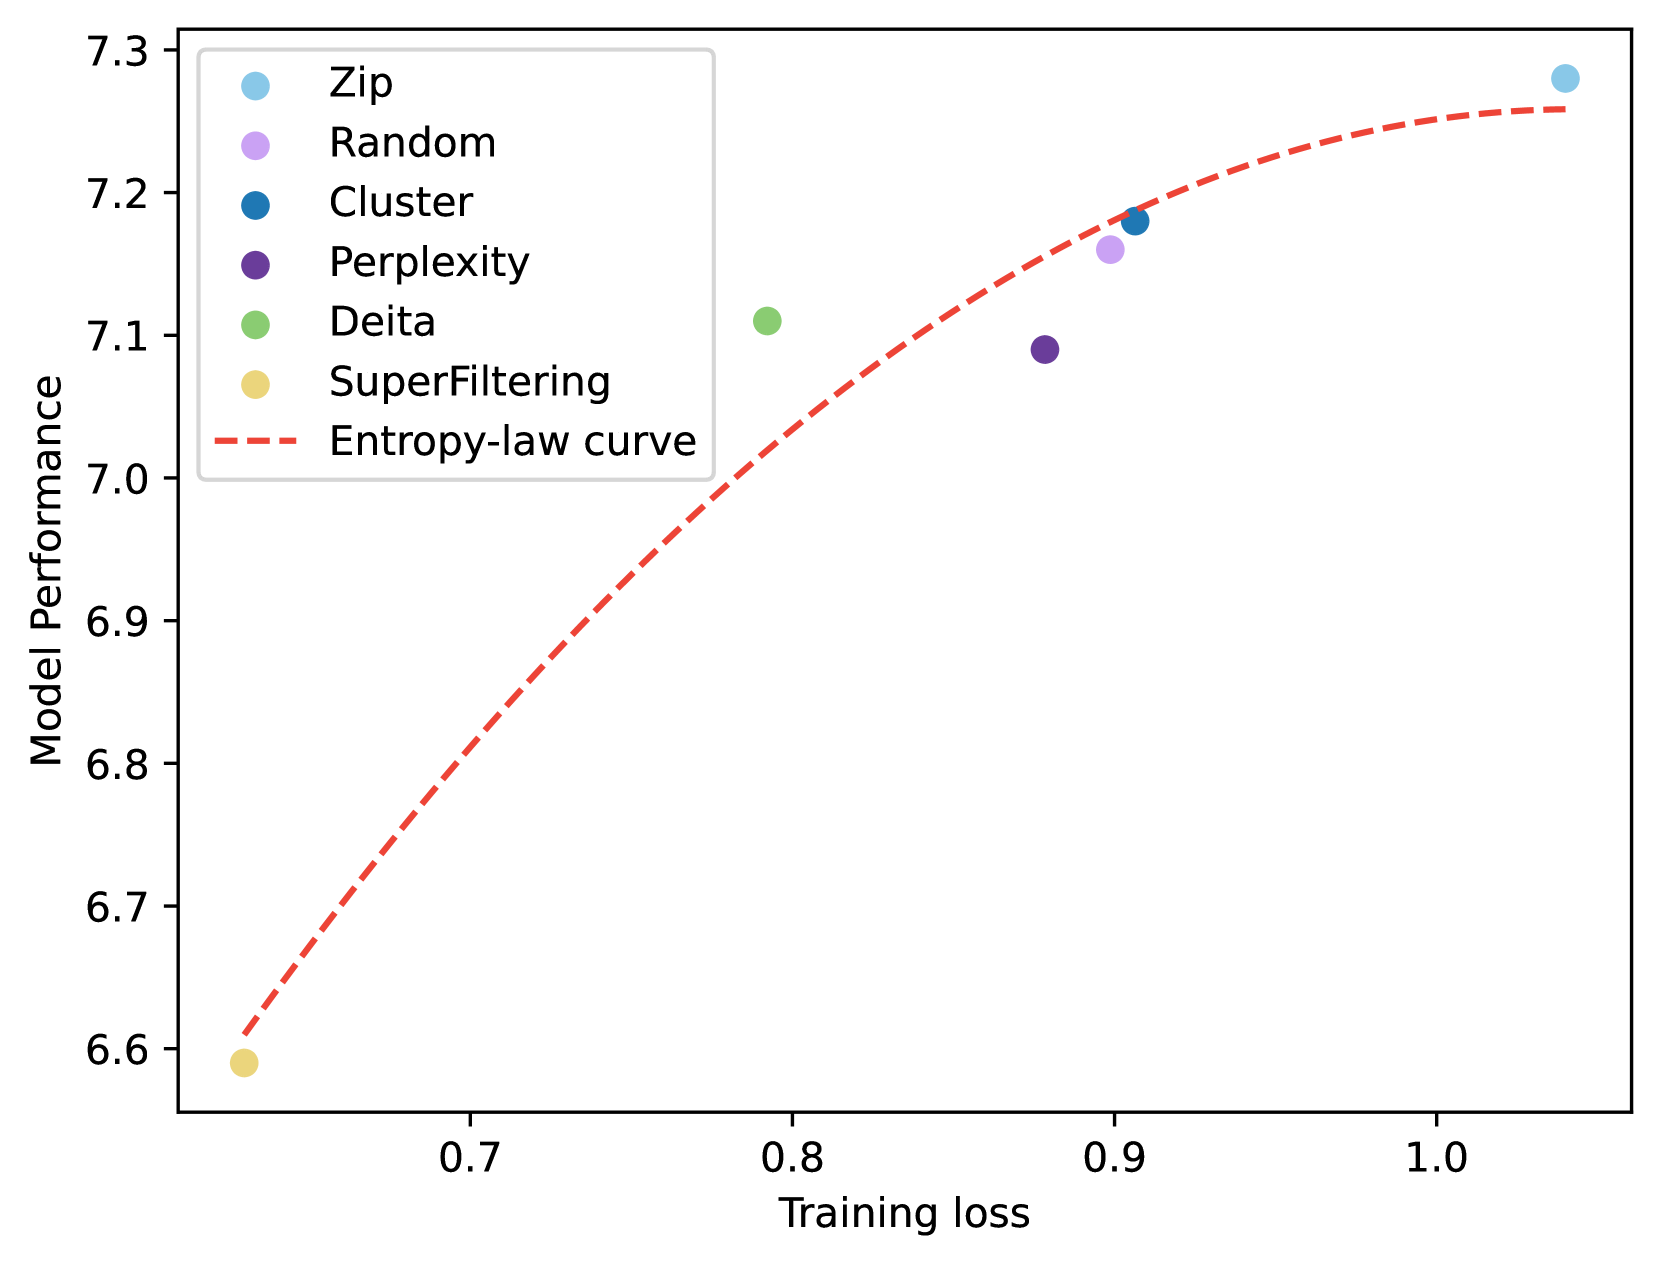 7.3
7.2
7.1
7.0
6.9
6.8
6.7
6.6
Model Performance
Zip
Random
Cluster
Perplexity
Deita
SuperFiltering
Entropy-law curve
0.7 0.8 0.9 1.0
Training loss